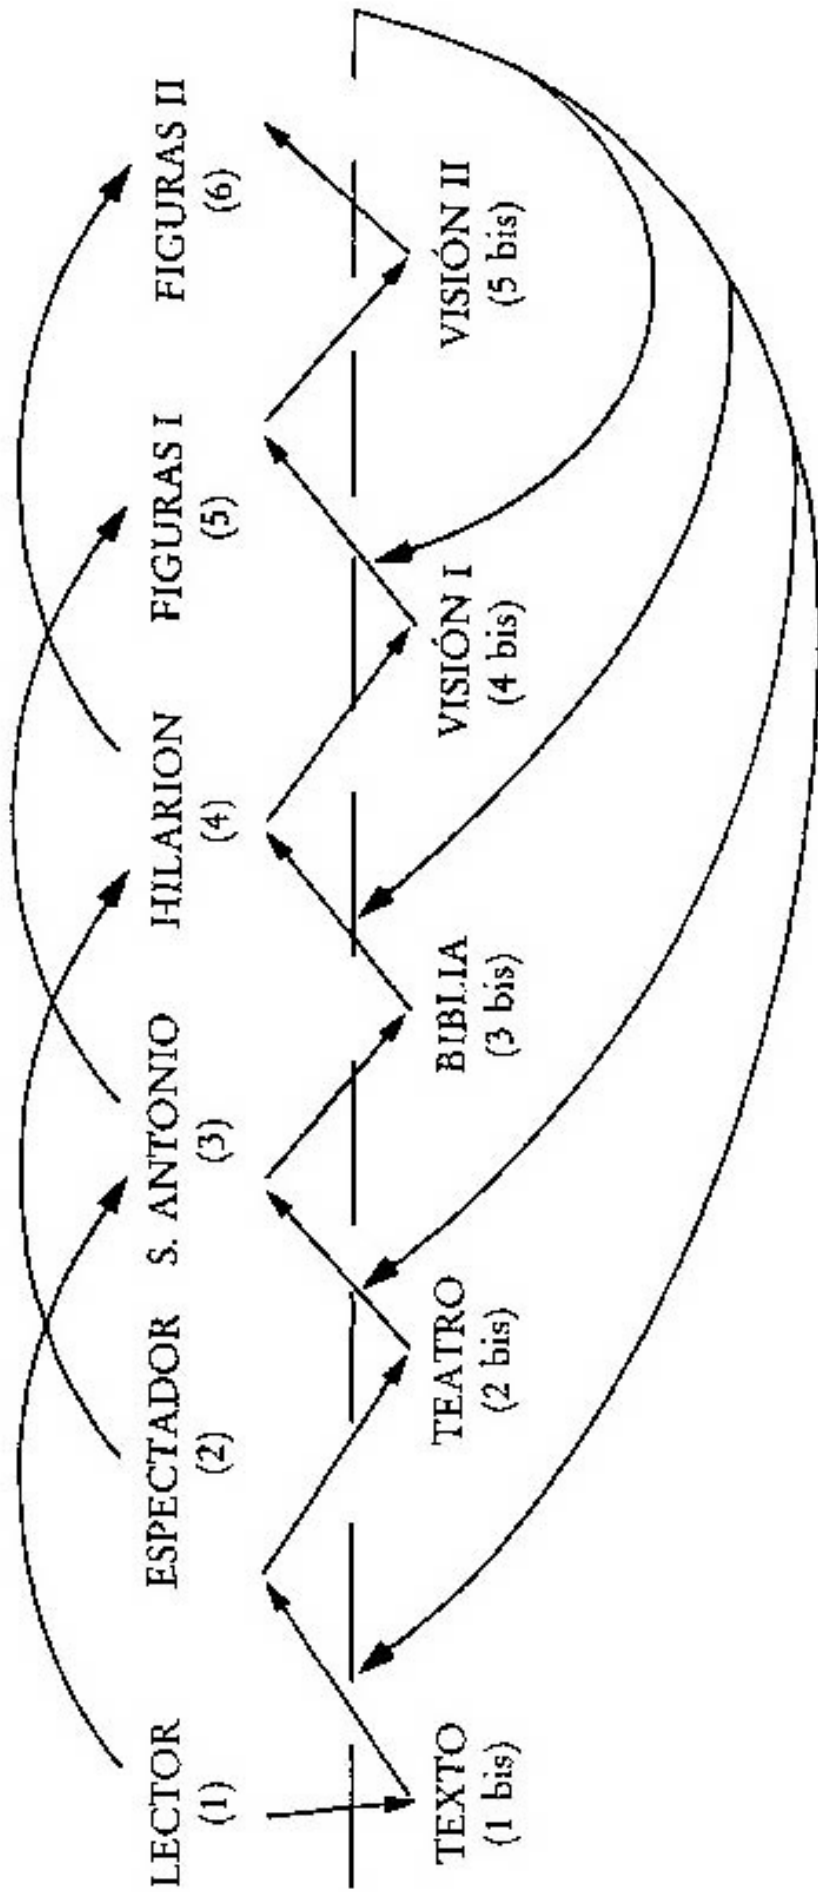 LECTOR
(1)
ESPECTADOR
(2)
S. ANTONIO
(3)
HILARION
(4)
FIGURAS I
(5)
FIGURAS II
(6)
TEXTO
(1 bis)
TEATRO
(2 bis)
BIBLIA
(3 bis)
VISIÓN I
(4 bis)
VISIÓN II
(5 bis)